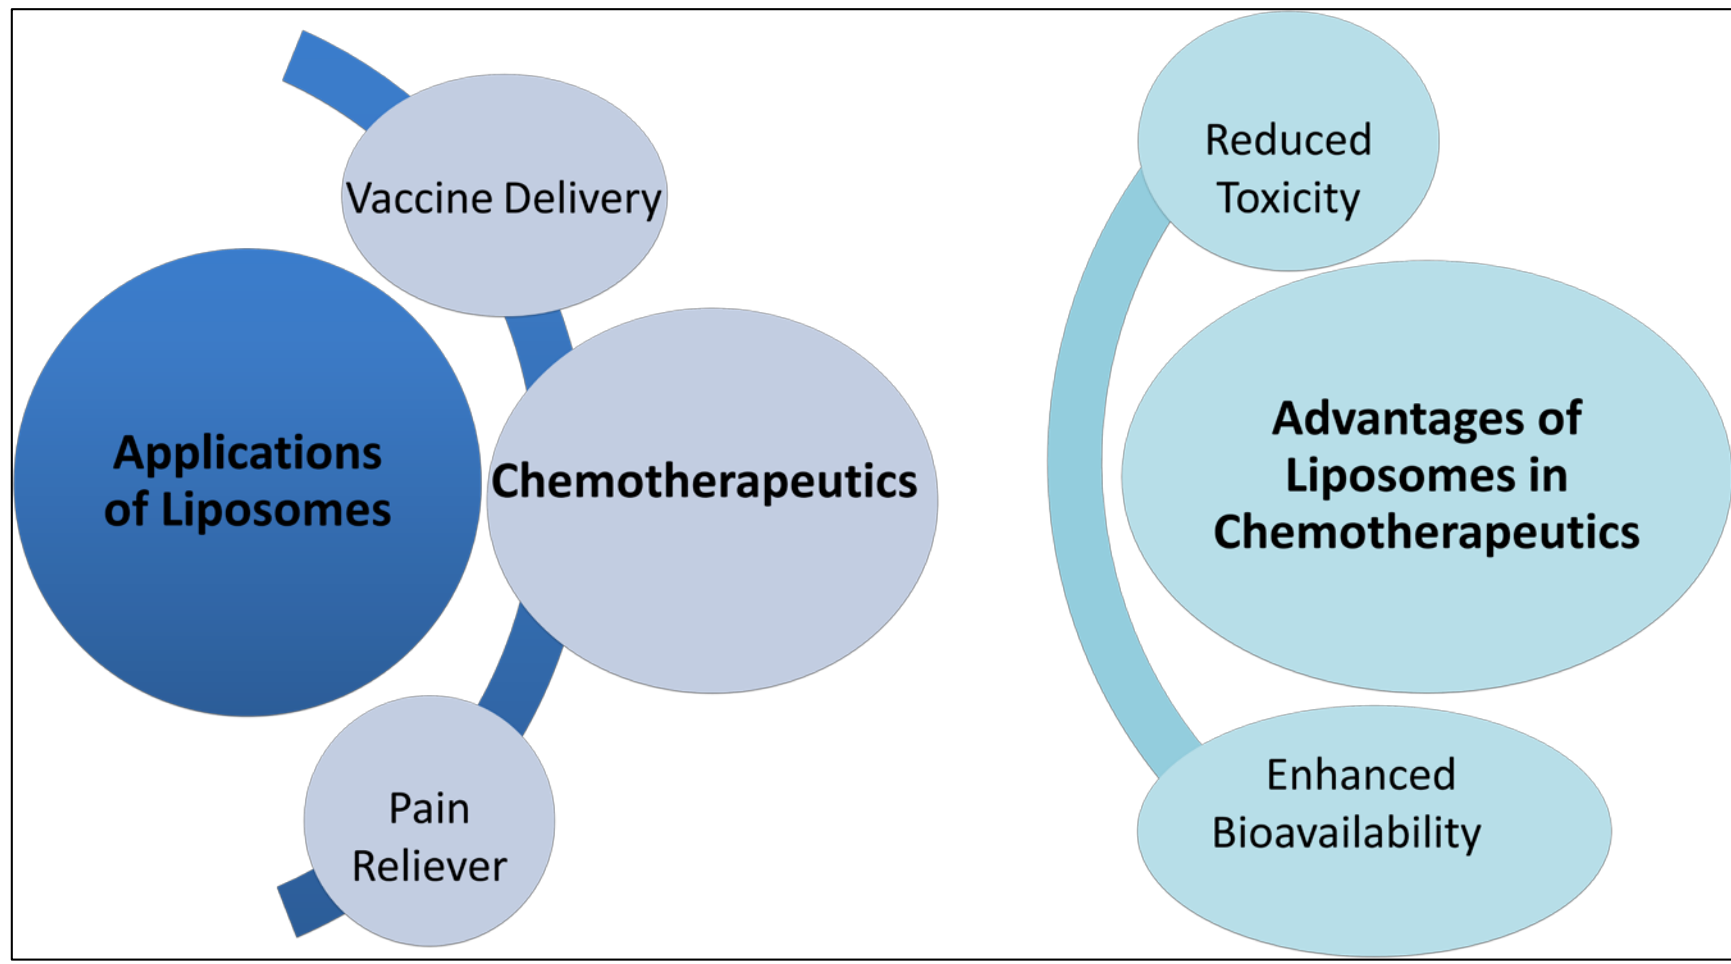 Applications
of Liposomes
Vaccine Delivery
Chemotherapeutics
Pain
Reliever
Reduced
Toxicity
Advantages of
Liposomes in
Chemotherapeutics
Enhanced
Bioavailability